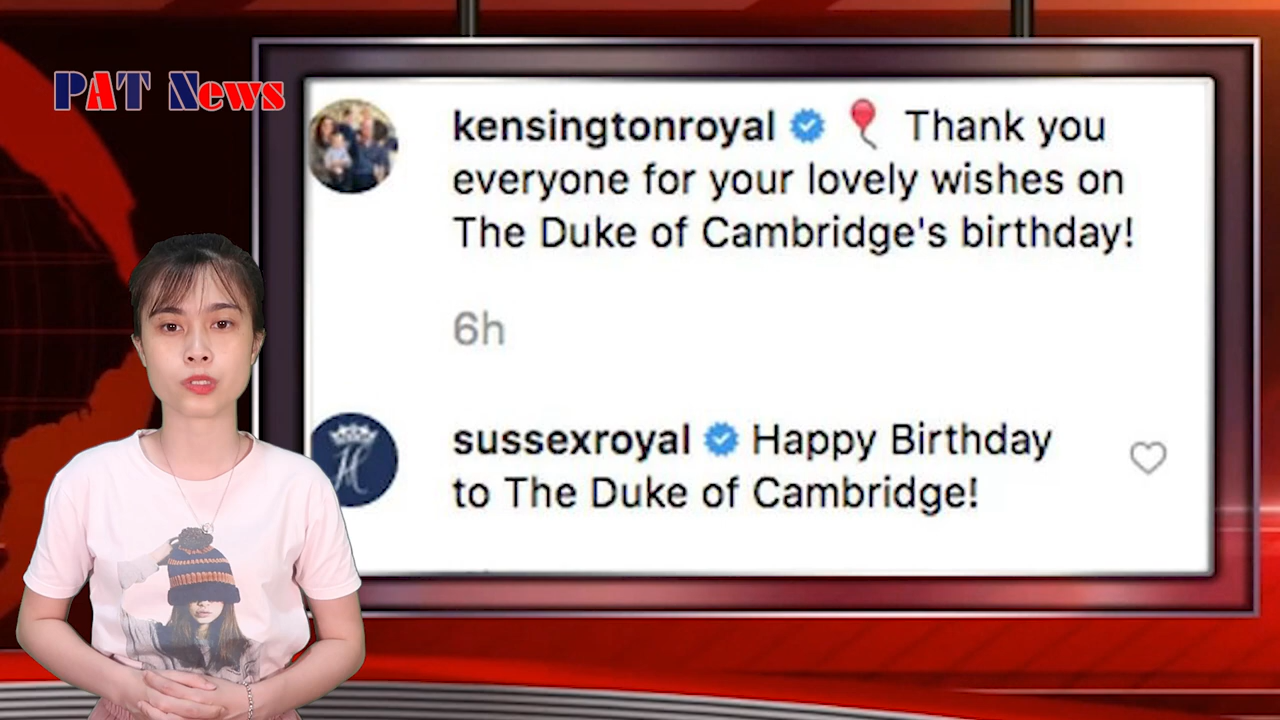 PAT News
kensingtonroyal 🎈 Thank you
everyone for your lovely wishes on
The Duke of Cambridge's birthday!
6h
sussexroyal Happy Birthday
to The Duke of Cambridge!